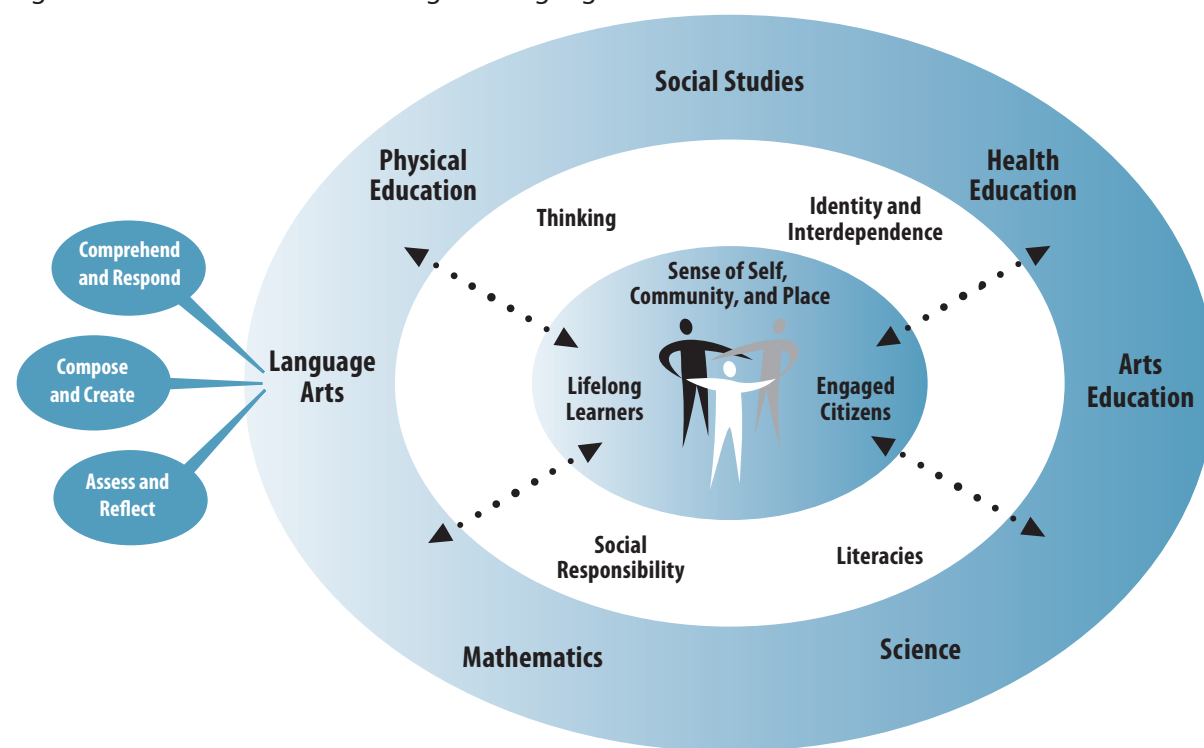 Social Studies
Physical
Education
Health
Education
Thinking
Identity and
Interdependence
Comprehend
and Respond
Sense of Self,
Community, and Place
Compose
and Create
Language
Arts
Lifelong
Learners
Engaged
Citizens
Arts
Education
Assess and
Reflect
Social
Responsibility
Literacies
Mathematics
Science